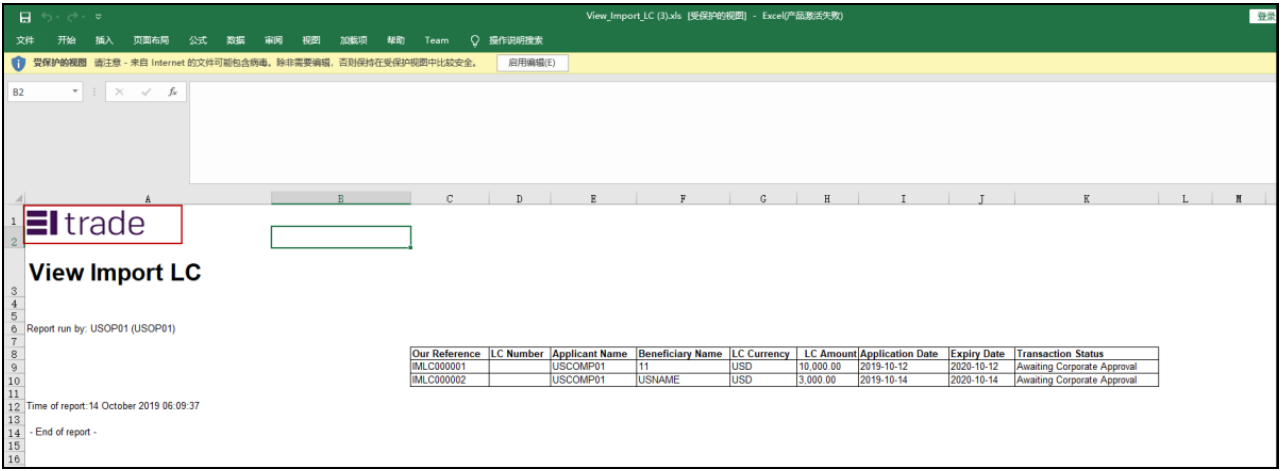 View_Import_LC (3).xls [受保护的视图] - Excel(产品激活失败)
登录
文件 开始 插入 页面布局 公式 数据 审阅 视图 加载项 帮助 Team 操作说明搜索
受保护的视图 请注意 - 来自 Internet 的文件可能包含病毒。除非需要编辑，否则保持在受保护视图中比较安全。 启用编辑(E)
B2 fx
A B C D E F G H I J K L M
1 trade
2
View Import LC
3
4
5
6 Report run by: USOP01 (USOP01)
7
8 Our Reference LC Number Applicant Name Beneficiary Name LC Currency LC Amount Application Date Expiry Date Transaction Status
9 IMLC000001 USCOMP01 11 USD 10,000.00 2019-10-12 2020-10-12 Awaiting Corporate Approval
10 IMLC000002 USCOMP01 USNAME USD 3,000.00 2019-10-14 2020-10-14 Awaiting Corporate Approval
11
12 Time of report:14 October 2019 06:09:37
13
14 - End of report -
15
16